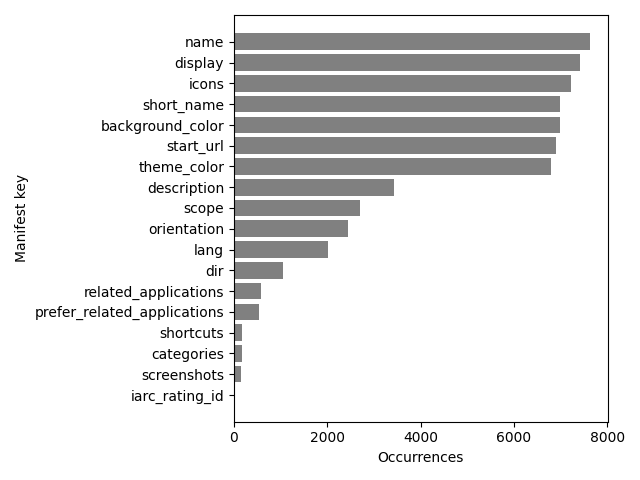 name
display
icons
short_name
background_color
start_url
theme_color
description
scope
orientation
lang
dir
related_applications
prefer_related_applications
shortcuts
categories
screenshots
iarc_rating_id
Manifest key
0 2000 4000 6000 8000
Occurrences